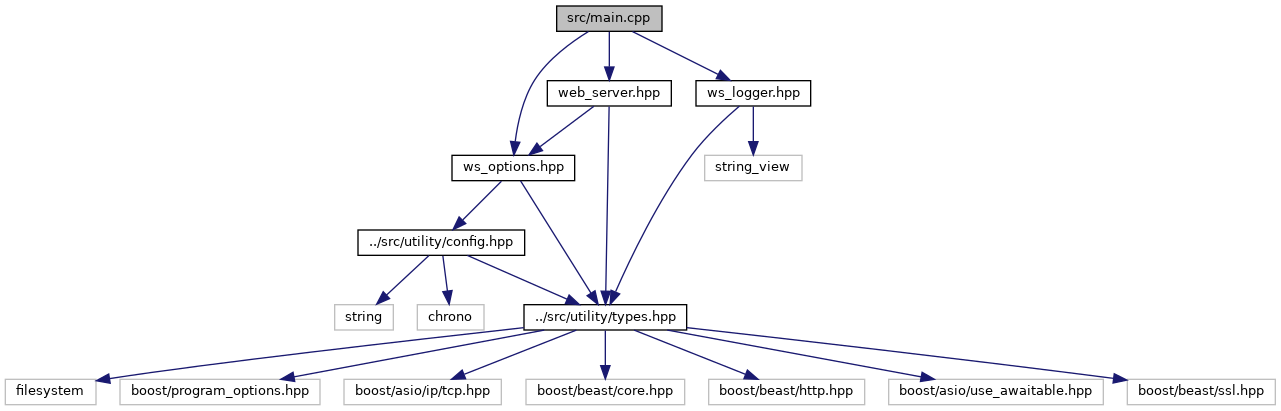 src/main.cpp
web_server.hpp
ws_logger.hpp
ws_options.hpp
string_view
../src/utility/config.hpp
string
chrono
../src/utility/types.hpp
filesystem
boost/program_options.hpp
boost/asio/ip/tcp.hpp
boost/beast/core.hpp
boost/beast/http.hpp
boost/asio/use_awaitable.hpp
boost/beast/ssl.hpp